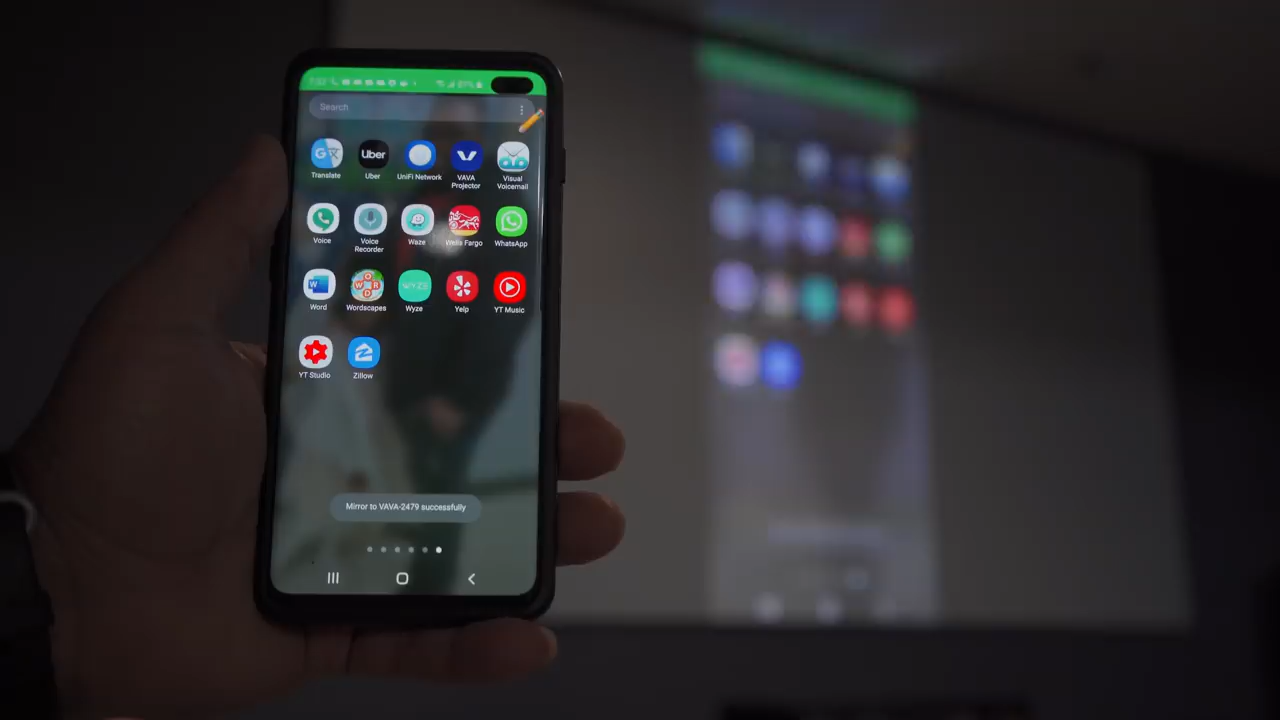 Search
Translate Uber UniFi Network VAVA Projector Visual Voicemail
Voice Voice Recorder Waze Wells Fargo WhatsApp
Word Wordscapes Wyze Yelp YT Music
YT Studio Zillow
Mirror to VAVA-2479 successfully